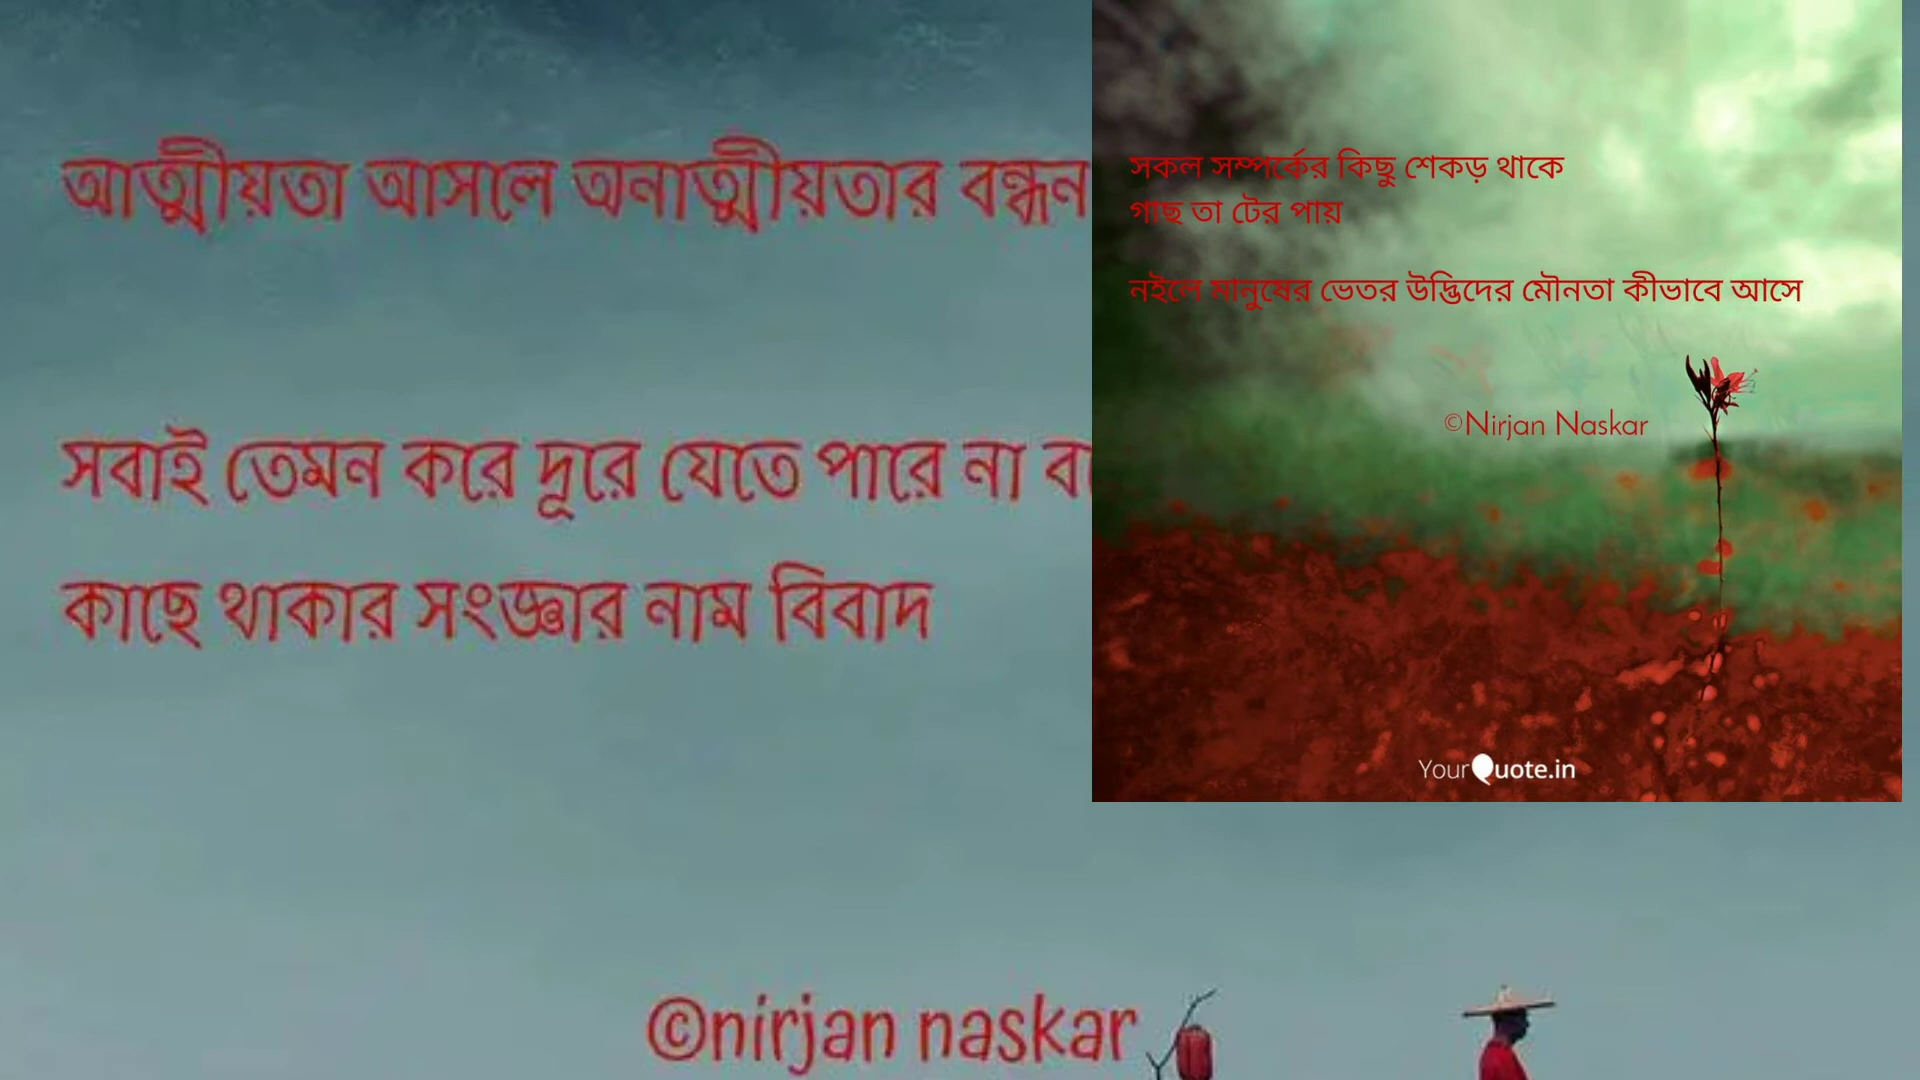 আত্মীয়তা আসলে অনাত্মীয়তার বন্ধন
সবাই তেমন করে দূরে যেতে পারে না
কাছে থাকার সংজ্ঞার নাম বিবাদ
©nirjan naskar
সকল সম্পর্কের কিছু শেকড় থাকে
গাছ তা টের পায়
নইলে মানুষের ভেতর উদ্ভিদের মৌনতা কীভাবে আসে
©Nirjan Naskar
YourQuote.in